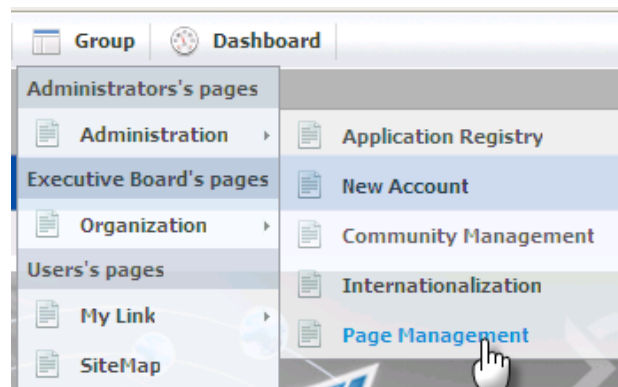 Group Dashboard
Administrators's pages
Administration
Executive Board's pages
Organization
Users's pages
My Link
SiteMap
Application Registry
New Account
Community Management
Internationalization
Page Management